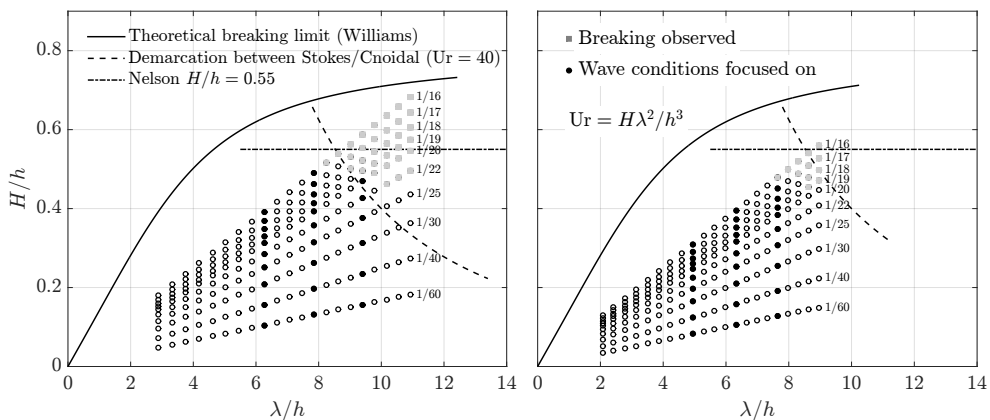 0.8
0.6
0.4
0.2
0
H/h
Theoretical breaking limit (Williams)
Demarcation between Stokes/Cnoidal (Ur = 40)
Nelson H/h = 0.55
1/16
1/17
1/18
1/19
1/20
1/22
1/25
1/30
1/40
1/60
0 2 4 6 8 10 12 14
λ/h
Breaking observed
Wave conditions focused on
Ur = Hλ²/h³
1/16
1/17
1/18
1/19
1/20
1/22
1/25
1/30
1/40
1/60
0 2 4 6 8 10 12 14
λ/h